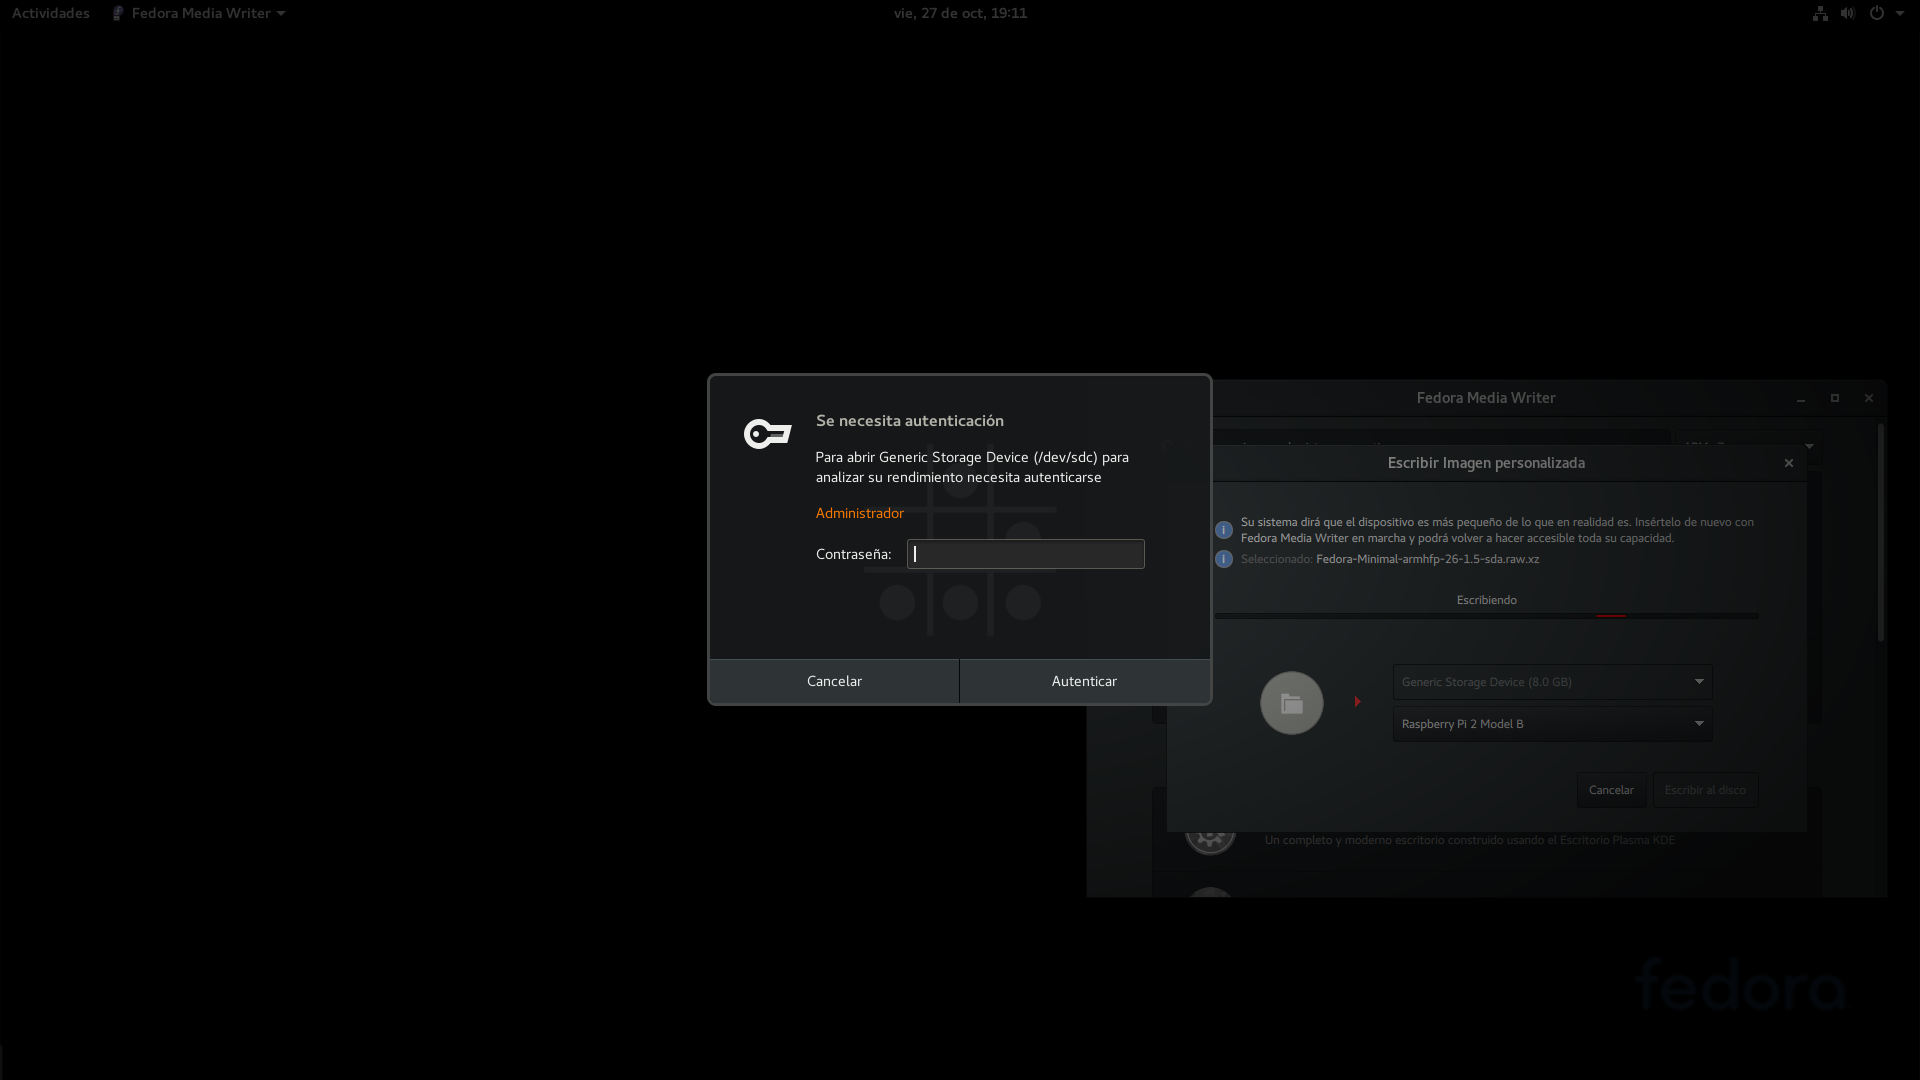 Actividades
Fedora Media Writer
vie, 27 de oct, 19:11
Se necesita autenticación
Para abrir Generic Storage Device (/dev/sdc) para
analizar su rendimiento necesita autenticarse
Administrador
Contraseña:
Cancelar
Autenticar
Fedora Media Writer
Escribir Imagen personalizada
Su sistema dirá que el dispositivo es más pequeño de lo que en realidad es. Insértelo de nuevo con
Fedora Media Writer en marcha y podrá volver a hacer accesible toda su capacidad.
Seleccionado: Fedora-Minimal-armhfp-26-1.5-sda.raw.xz
Escribiendo
Generic Storage Device (8.0 GB)
Raspberry Pi 2 Model B
Cancelar
Escribir al disco
Un completo y moderno escritorio construido usando el Escritorio Plasma KDE
fedora